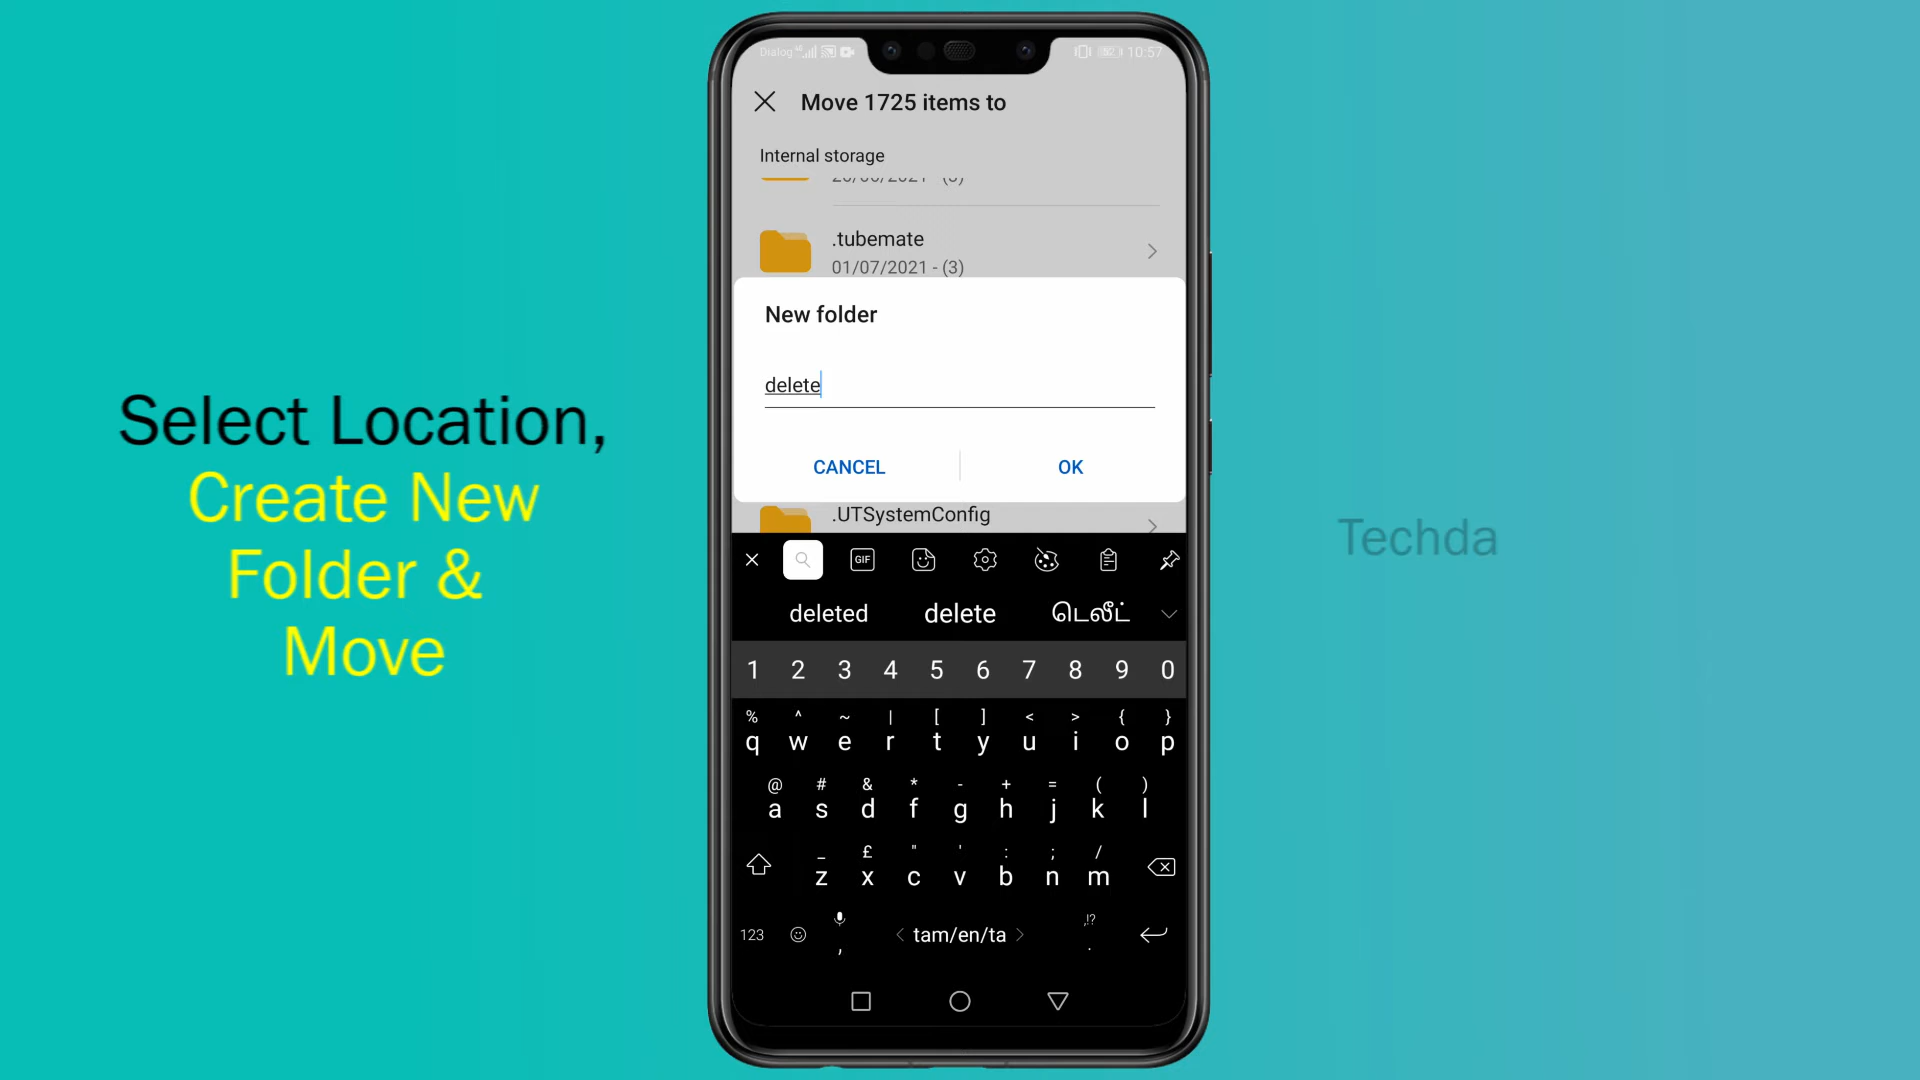 Select Location,
Create New
Folder &
Move
Dialog 10:57
Move 1725 items to
Internal storage
.tubemate
01/07/2021 - (3)
New folder
delete
CANCEL OK
.UTSystemConfig
GIF
deleted delete டெலீட்
1 2 3 4 5 6 7 8 9 0
% ^ ~ | [ ] < > { }
q w e r t y u i o p
@ # & * - + = ( )
a s d f g h j k l
_ £ " ' : ; /
z x c v b n m
,!?
123 , < tam/en/ta > .
Techda